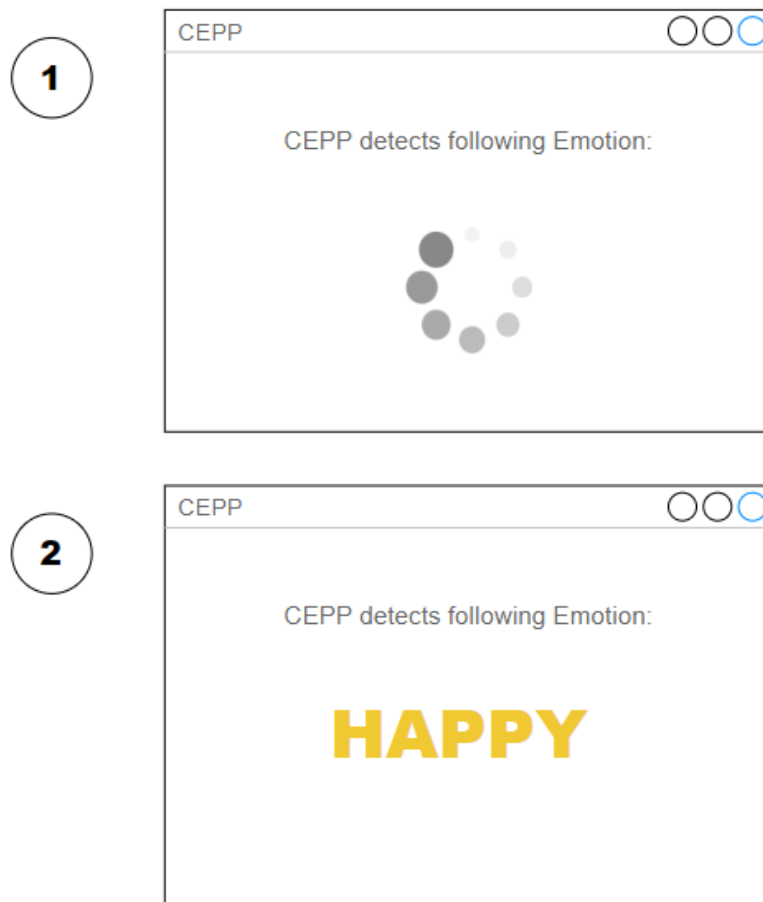 1
CEPP
CEPP detects following Emotion:
2
CEPP
CEPP detects following Emotion:
HAPPY